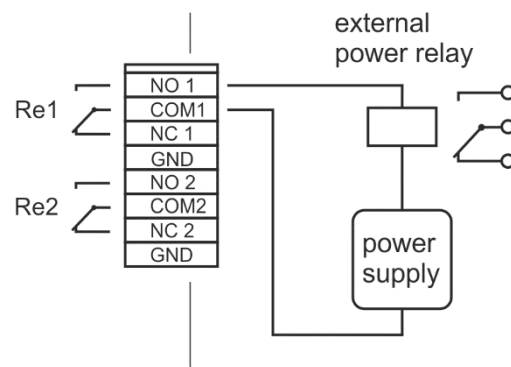 external
power relay
Re1
NO 1
COM1
NC 1
GND
Re2
NO 2
COM2
NC 2
GND
power
supply